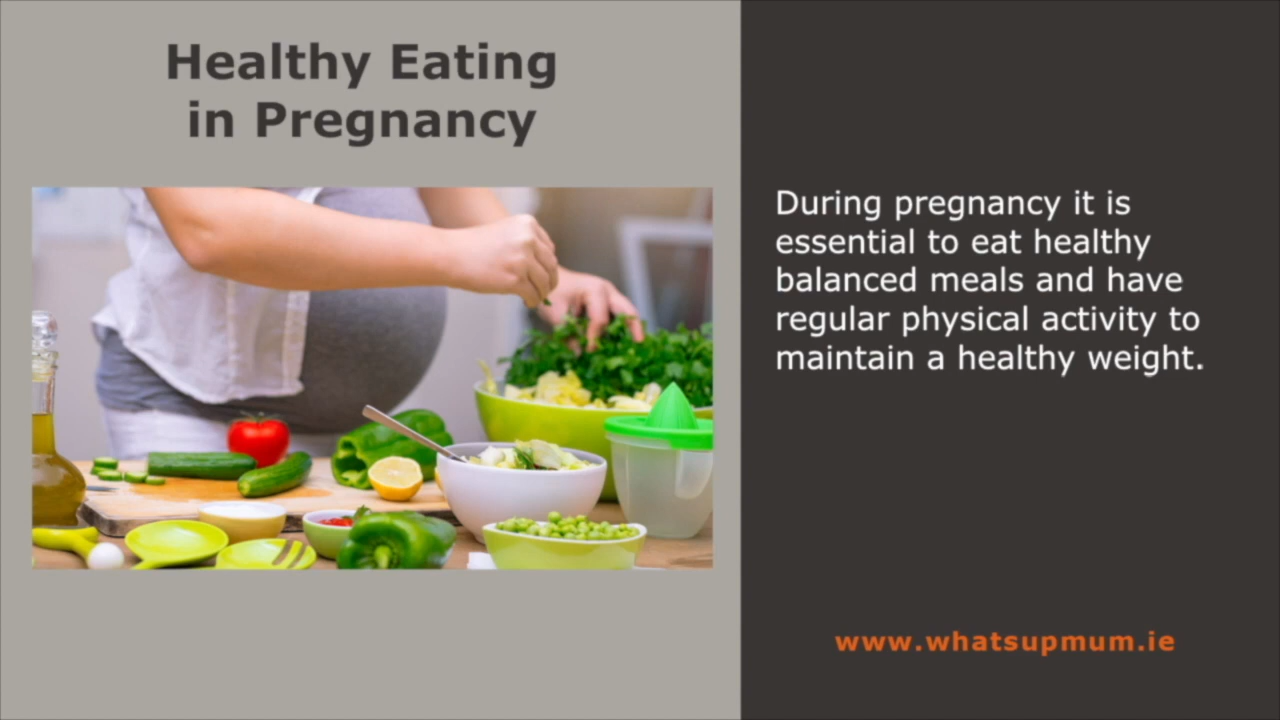 Healthy Eating
in Pregnancy
During pregnancy it is
essential to eat healthy
balanced meals and have
regular physical activity to
maintain a healthy weight.
www.whatsupmum.ie